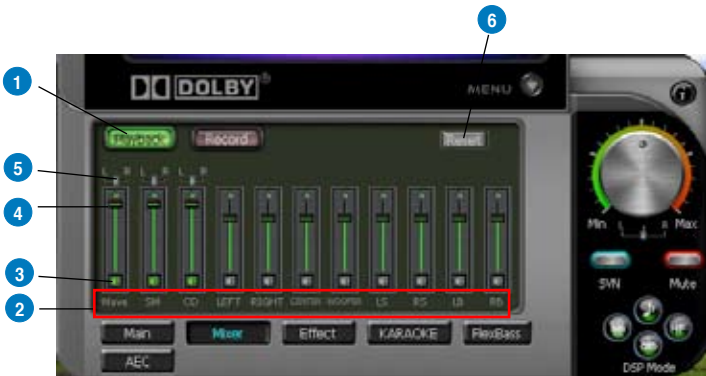 6
DOLBY®
MENU
1
Playback Record Reset
L R L R L R
5
4
3
Min L R Max
SVN Mute
2
Wave SW CD LEFT RIGHT CENTER WOOFER LS RS LB RB
Main Mixer Effect KARAOKE FlexBass
AEC
DSP Mode